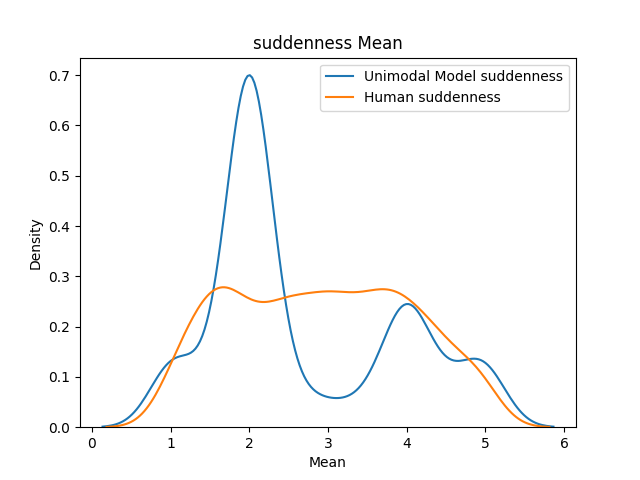 suddenness Mean
Unimodal Model suddenness
Human suddenness
Density
0.7
0.6
0.5
0.4
0.3
0.2
0.1
0.0
0 1 2 3 4 5 6
Mean